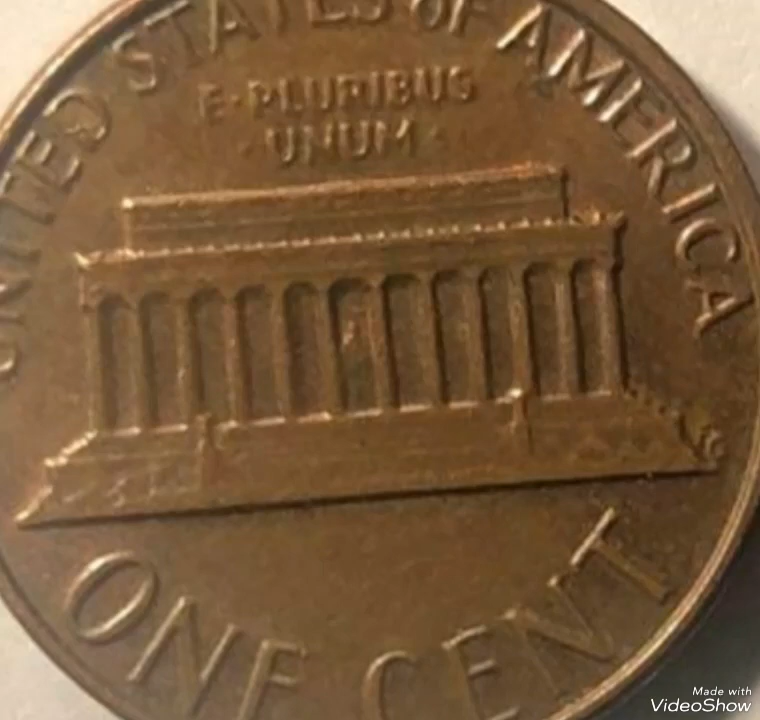 UNITED STATES OF AMERICA
E·PLURIBUS
·UNUM·
ONE CENT
Made with
VideoShow